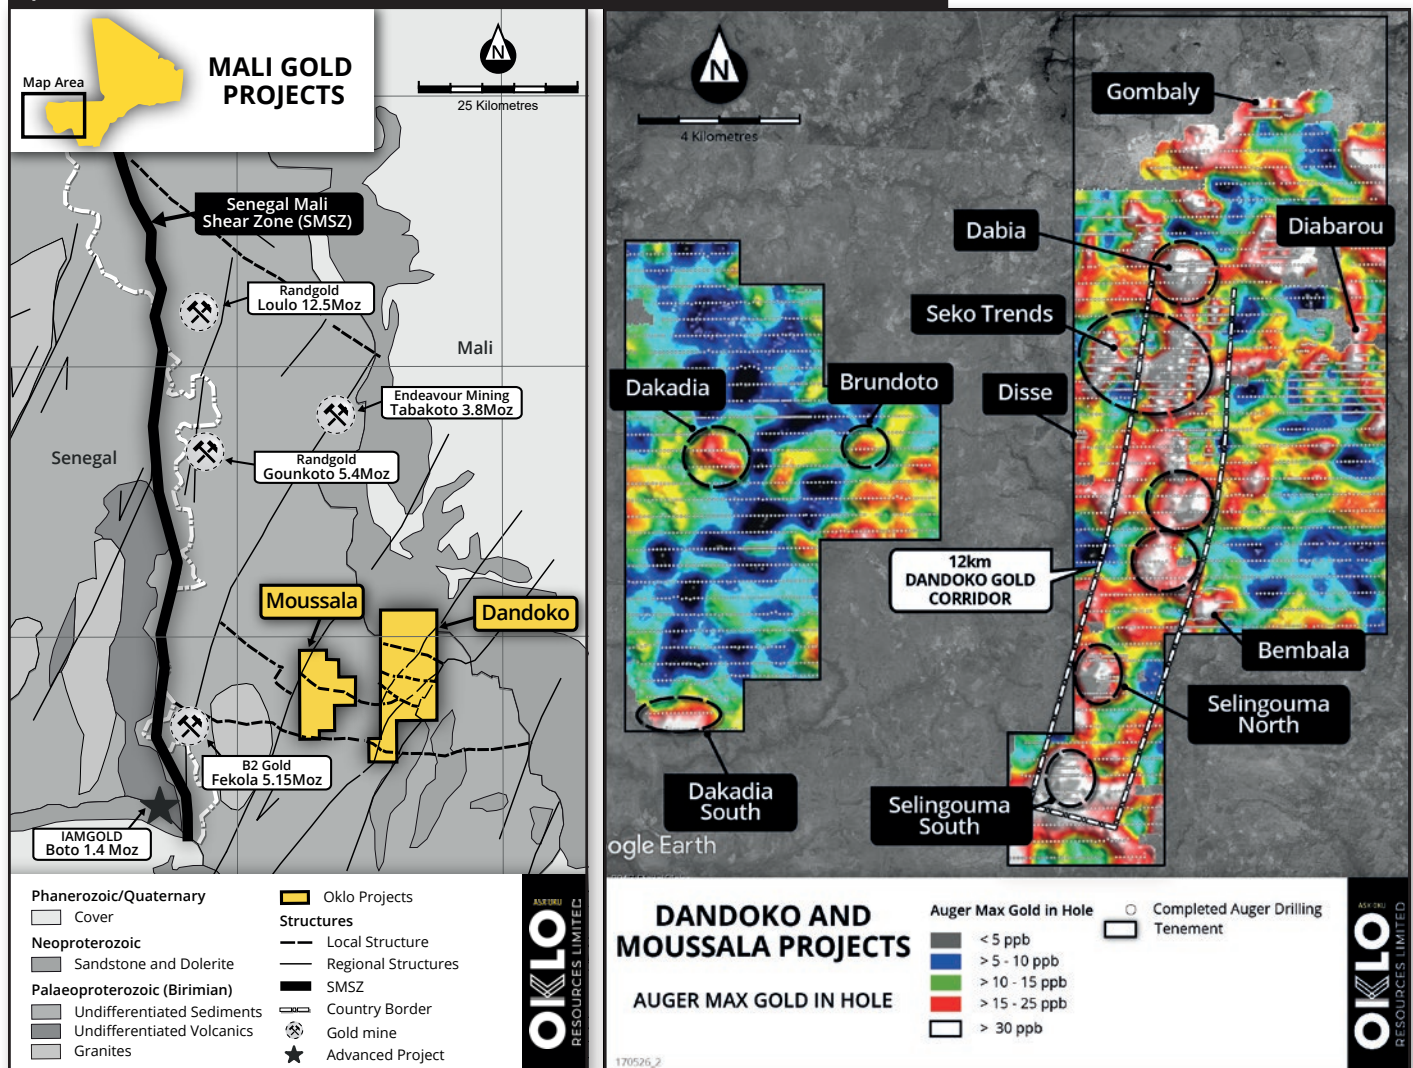 Map Area
MALI GOLD
PROJECTS
N
25 Kilometres
Senegal Mali
Shear Zone (SMSZ)
Randgold
Loulo 12.5Moz
Mali
Endeavour Mining
Tabakoto 3.8Moz
Senegal
Randgold
Gounkoto 5.4Moz
Moussala
Dandoko
B2 Gold
Fekola 5.15Moz
IAMGOLD
Boto 1.4 Moz
Phanerozoic/Quaternary
Cover
Neoproterozoic
Sandstone and Dolerite
Palaeoproterozoic (Birimian)
Undifferentiated Sediments
Undifferentiated Volcanics
Granites
Oklo Projects
Structures
Local Structure
Regional Structures
SMSZ
Country Border
Gold mine
Advanced Project
OKLO
RESOURCES LIMITED
N
4 Kilometres
Gombaly
Dabia
Diabarou
Seko Trends
Dakadia
Brundoto
Disse
12km
DANDOKO GOLD
CORRIDOR
Bembala
Selingouma
North
Dakadia
South
Selingouma
South
ogle Earth
DANDOKO AND
MOUSSALA PROJECTS
AUGER MAX GOLD IN HOLE
170526_2
Auger Max Gold in Hole
< 5 ppb
> 5 - 10 ppb
> 10 - 15 ppb
> 15 - 25 ppb
> 30 ppb
Completed Auger Drilling
Tenement
OKLO
RESOURCES LIMITED